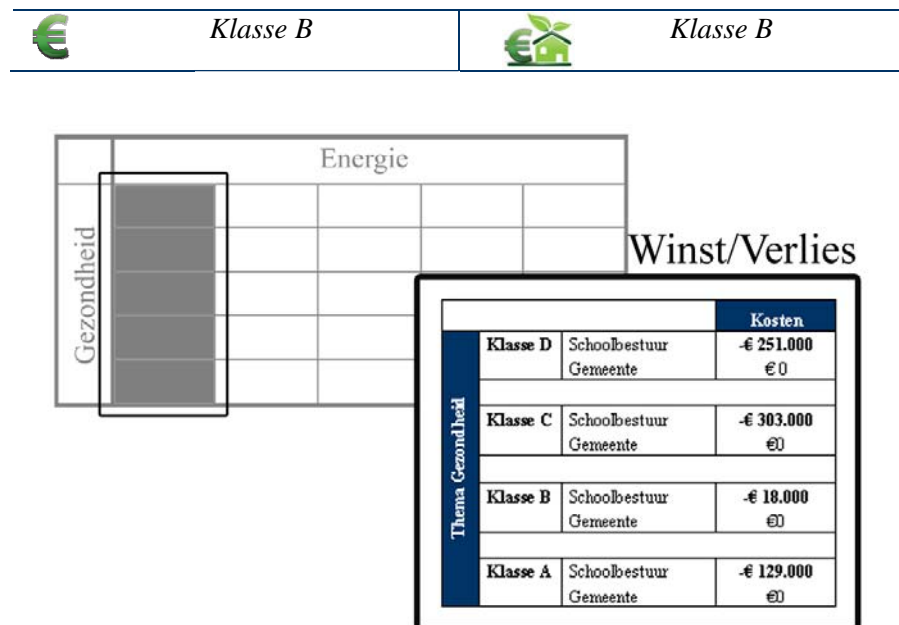 Klasse B Klasse B
Energie
Gezondheid
Winst/Verlies
Kosten
Thema Gezondheid
Klasse D Schoolbestuur -€ 251.000
Gemeente € 0
Klasse C Schoolbestuur -€ 303.000
Gemeente €0
Klasse B Schoolbestuur -€ 18.000
Gemeente €0
Klasse A Schoolbestuur -€ 129.000
Gemeente €0